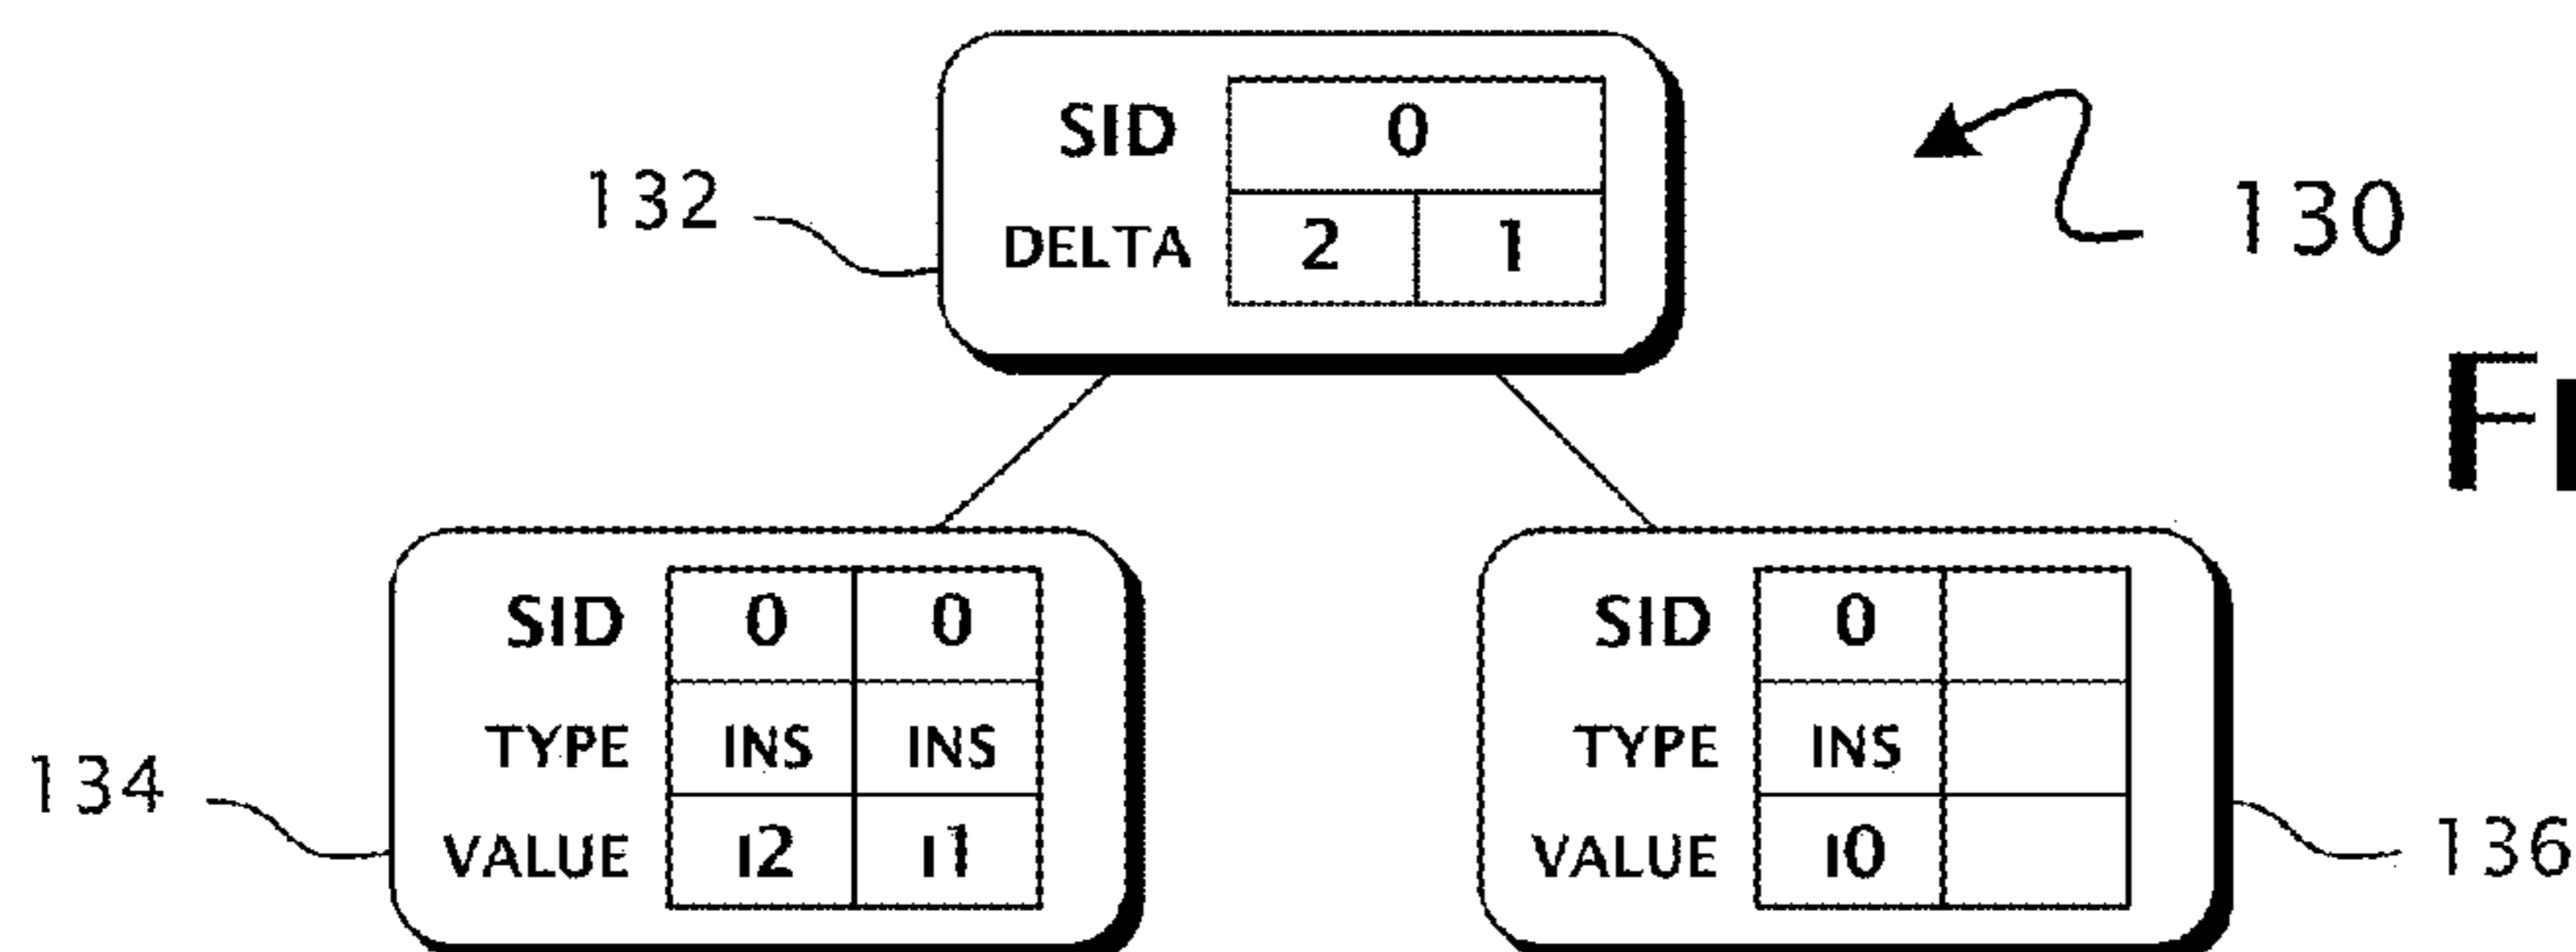 SID 0
132
DELTA 2 1
130
SID 0 0
TYPE INS INS
VALUE I2 I1
134
SID 0
TYPE INS
VALUE I0
136